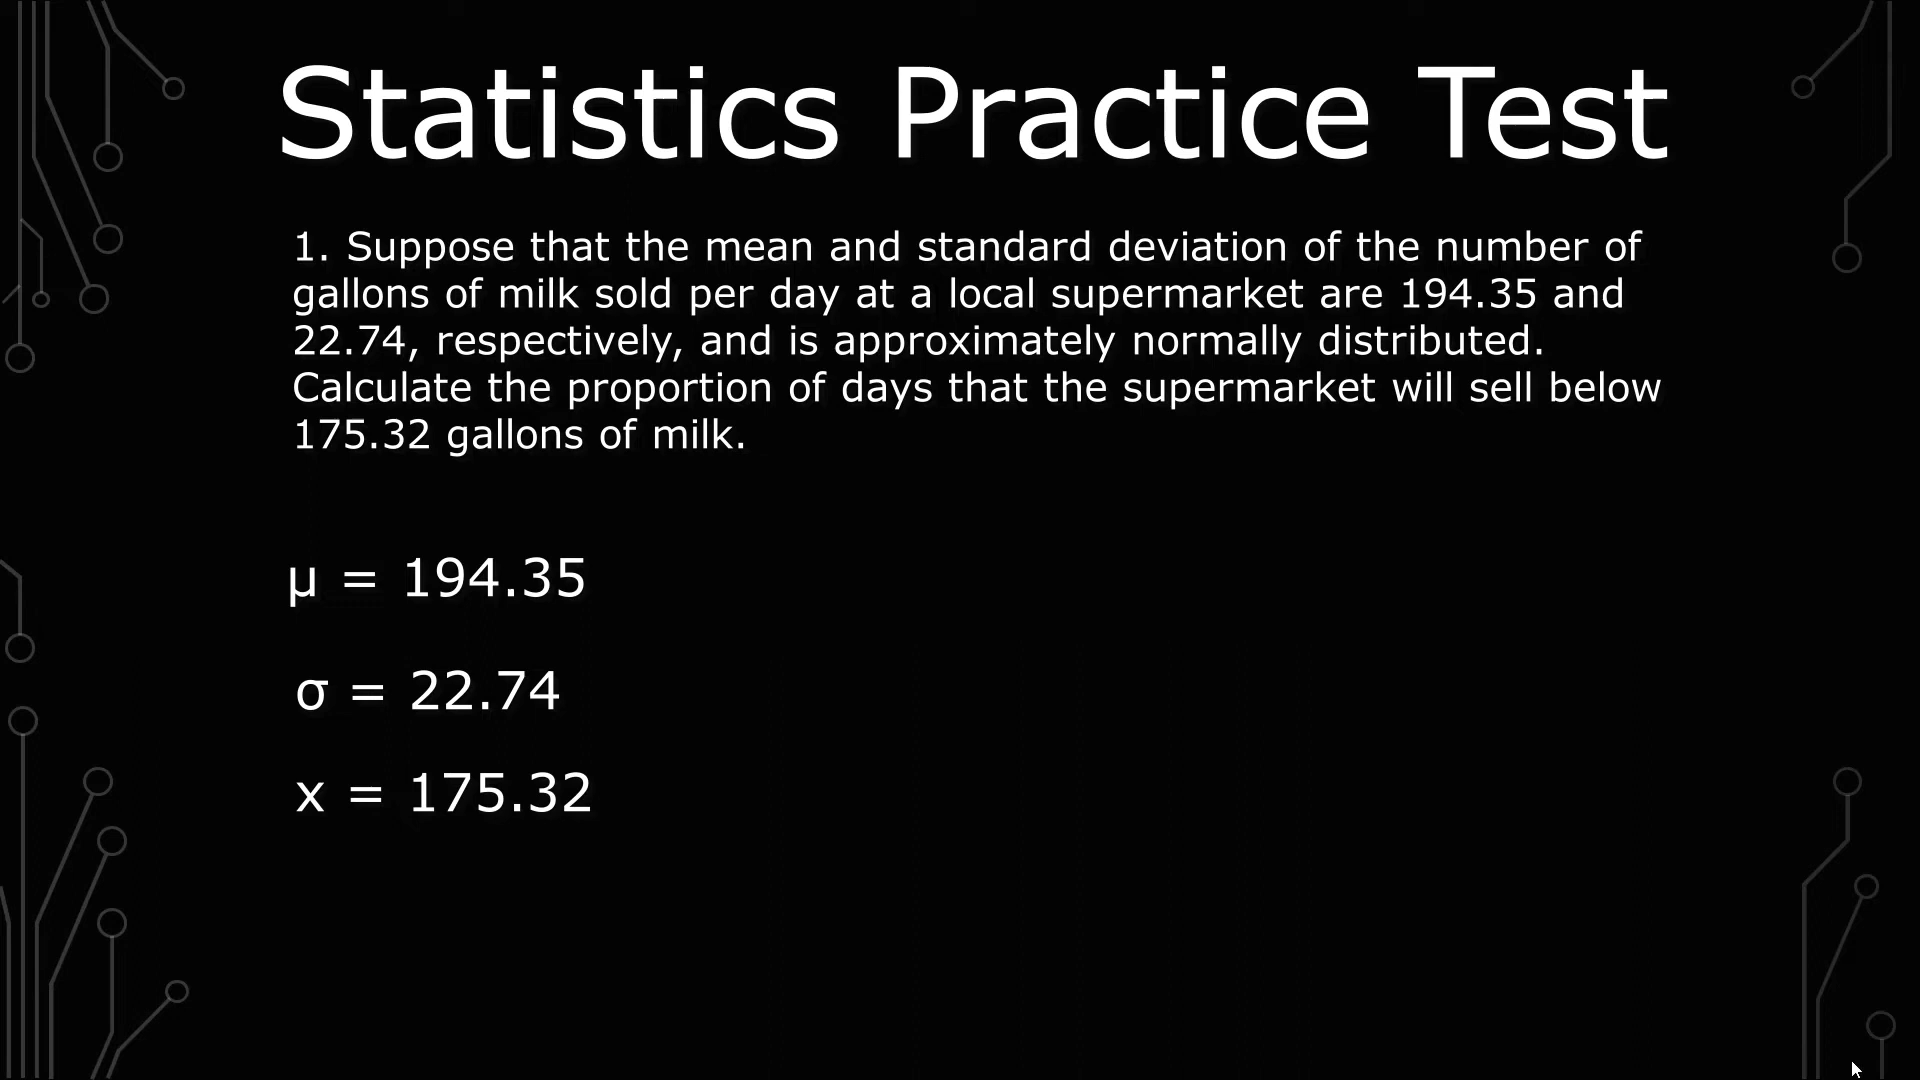 Statistics Practice Test
1. Suppose that the mean and standard deviation of the number of
gallons of milk sold per day at a local supermarket are 194.35 and
22.74, respectively, and is approximately normally distributed.
Calculate the proportion of days that the supermarket will sell below
175.32 gallons of milk.
μ = 194.35
σ = 22.74
x = 175.32